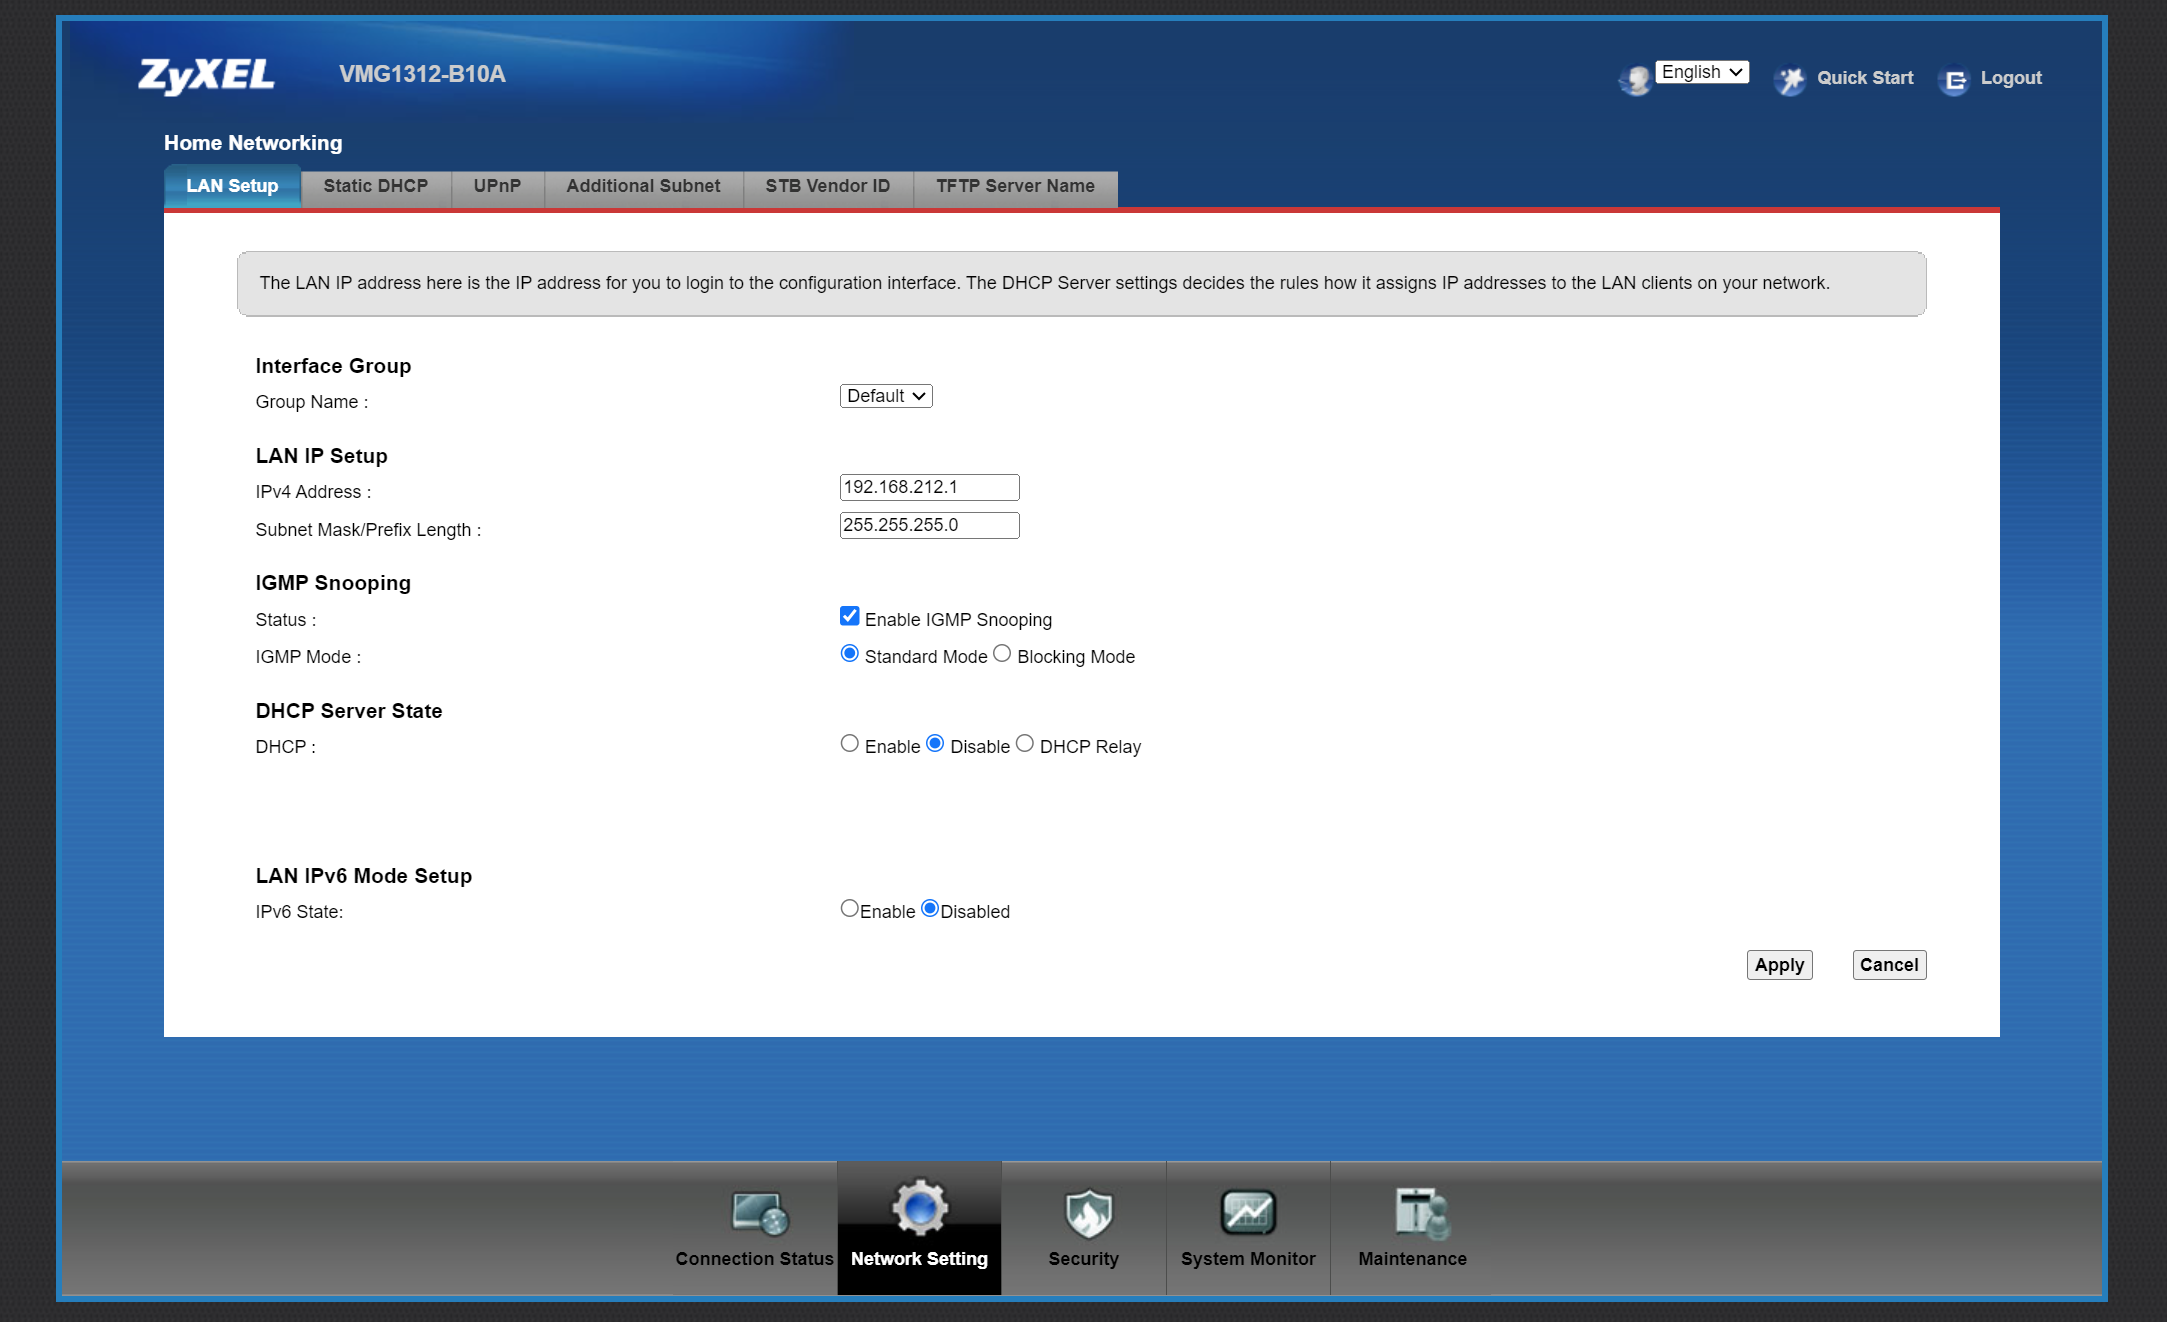 ZyXEL VMG1312-B10A English Quick Start Logout
Home Networking
LAN Setup Static DHCP UPnP Additional Subnet STB Vendor ID TFTP Server Name
The LAN IP address here is the IP address for you to login to the configuration interface. The DHCP Server settings decides the rules how it assigns IP addresses to the LAN clients on your network.
Interface Group
Group Name : Default
LAN IP Setup
IPv4 Address : 192.168.212.1
Subnet Mask/Prefix Length : 255.255.255.0
IGMP Snooping
Status : Enable IGMP Snooping
IGMP Mode : Standard Mode Blocking Mode
DHCP Server State
DHCP : Enable Disable DHCP Relay
LAN IPv6 Mode Setup
IPv6 State: Enable Disabled
Apply Cancel
Connection Status Network Setting Security System Monitor Maintenance